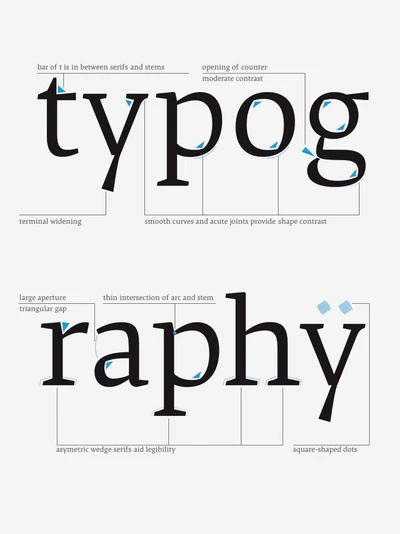 bar of t is in between serifs and stems
opening of counter
moderate contrast
typog
terminal widening
smooth curves and acute joints provide shape contrast
large aperture
triangular gap
thin intersection of arc and stem
raphÿ
asymetric wedge serifs aid legibility
square-shaped dots